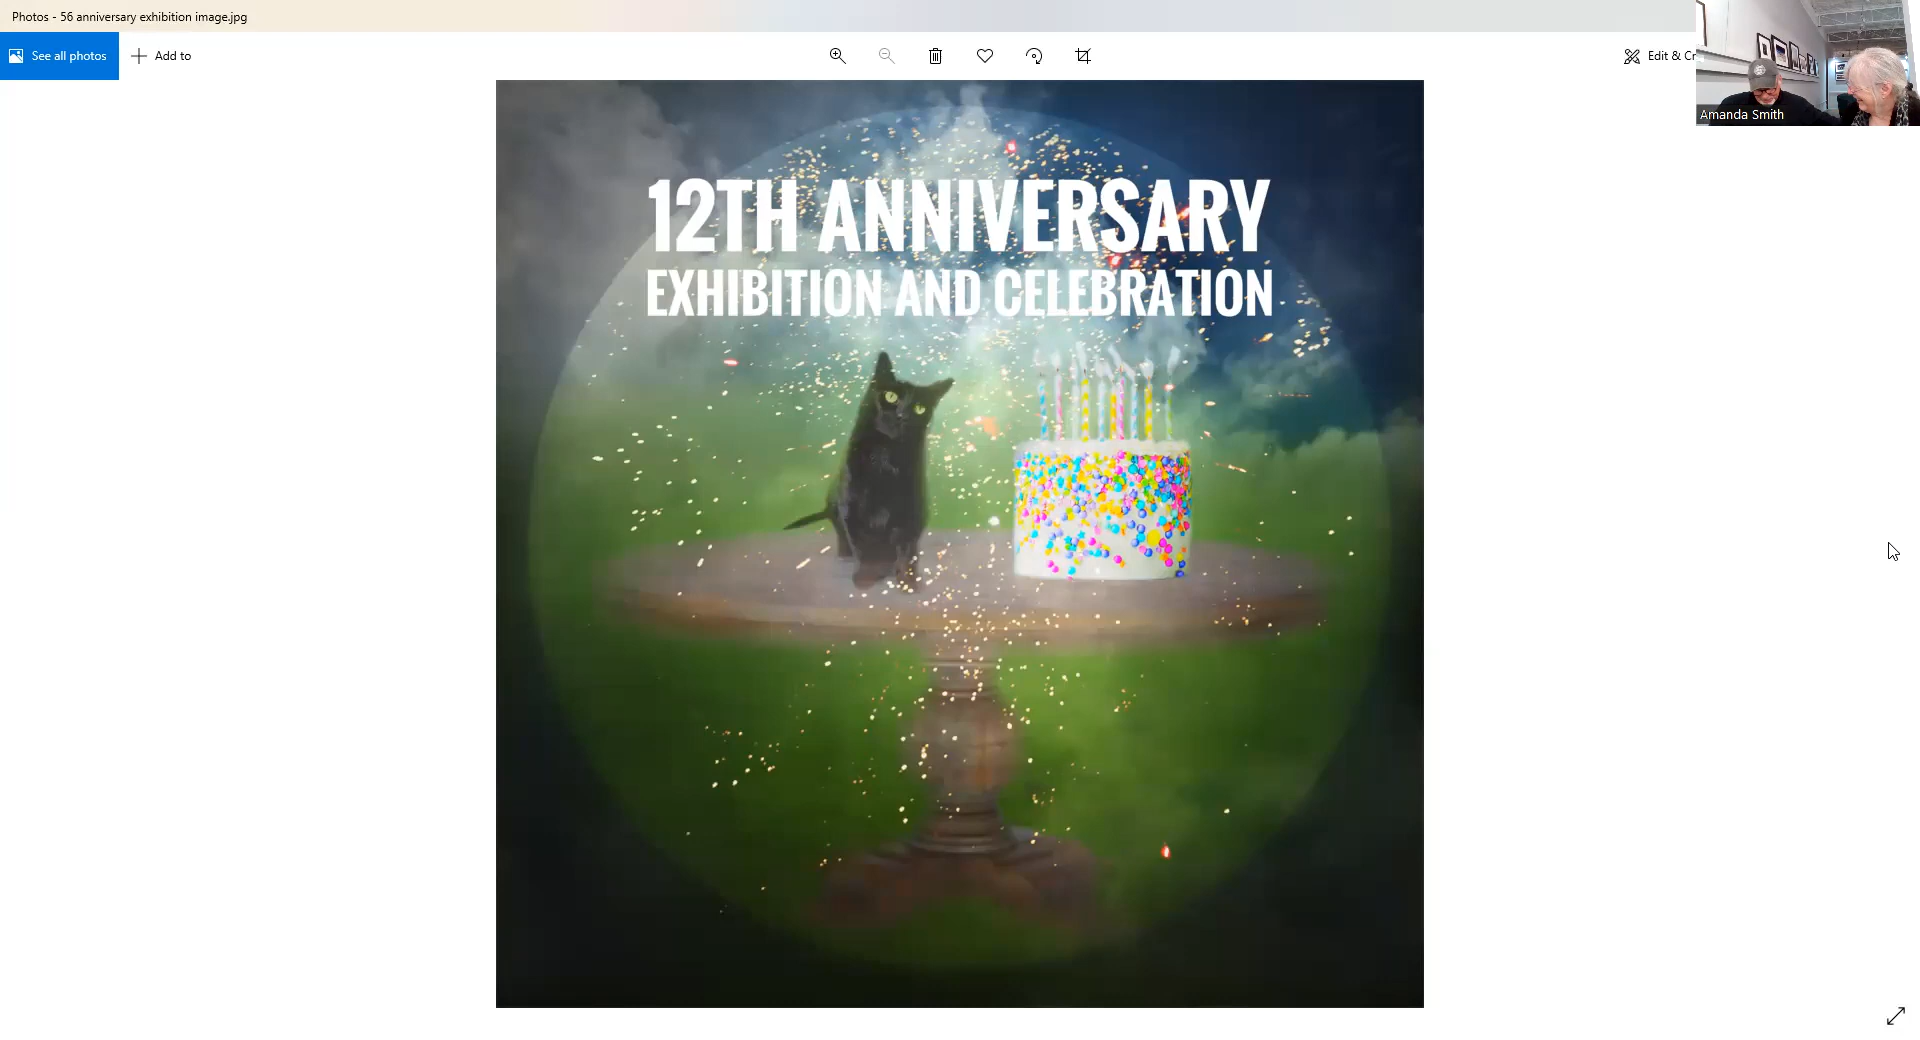 Photos - 56 anniversary exhibition image.jpg
See all photos
Add to
Edit & Cr
Amanda Smith
12TH ANNIVERSARY
EXHIBITION AND CELEBRATION